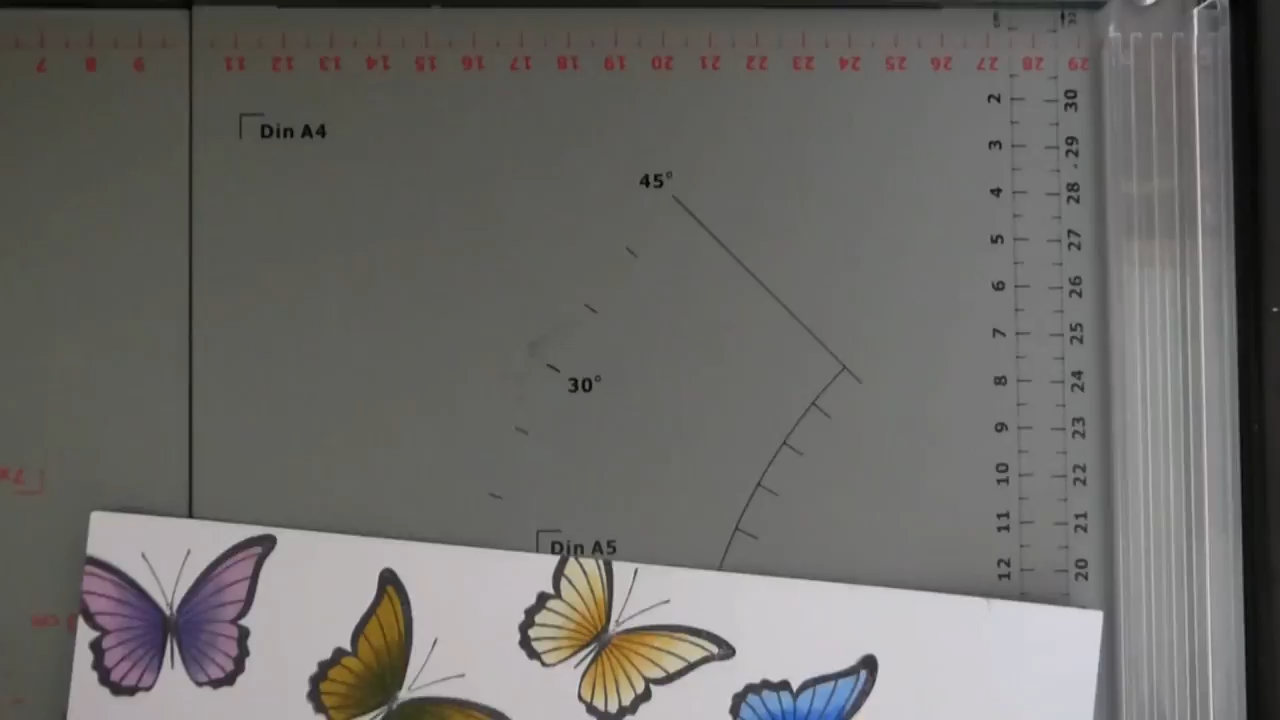 7 8 9 11 12 13 14 15 16 17 18 19 20 21 22 23 24 25 26 27 28 29
Din A4
45°
30°
Din A5
2 3 4 5 6 7 8 9 10 11 12
30 29 28 27 26 25 24 23 22 21 20
cm